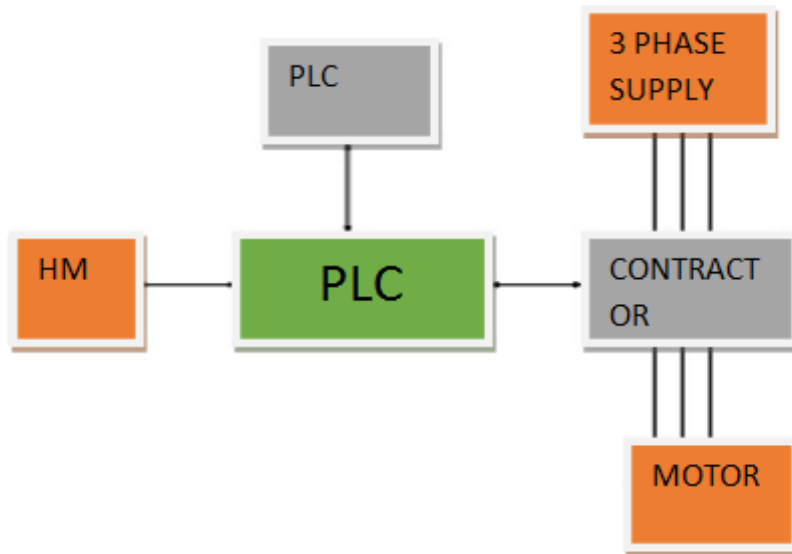 3 PHASE
SUPPLY
PLC
HM
PLC
CONTRACT
OR
MOTOR